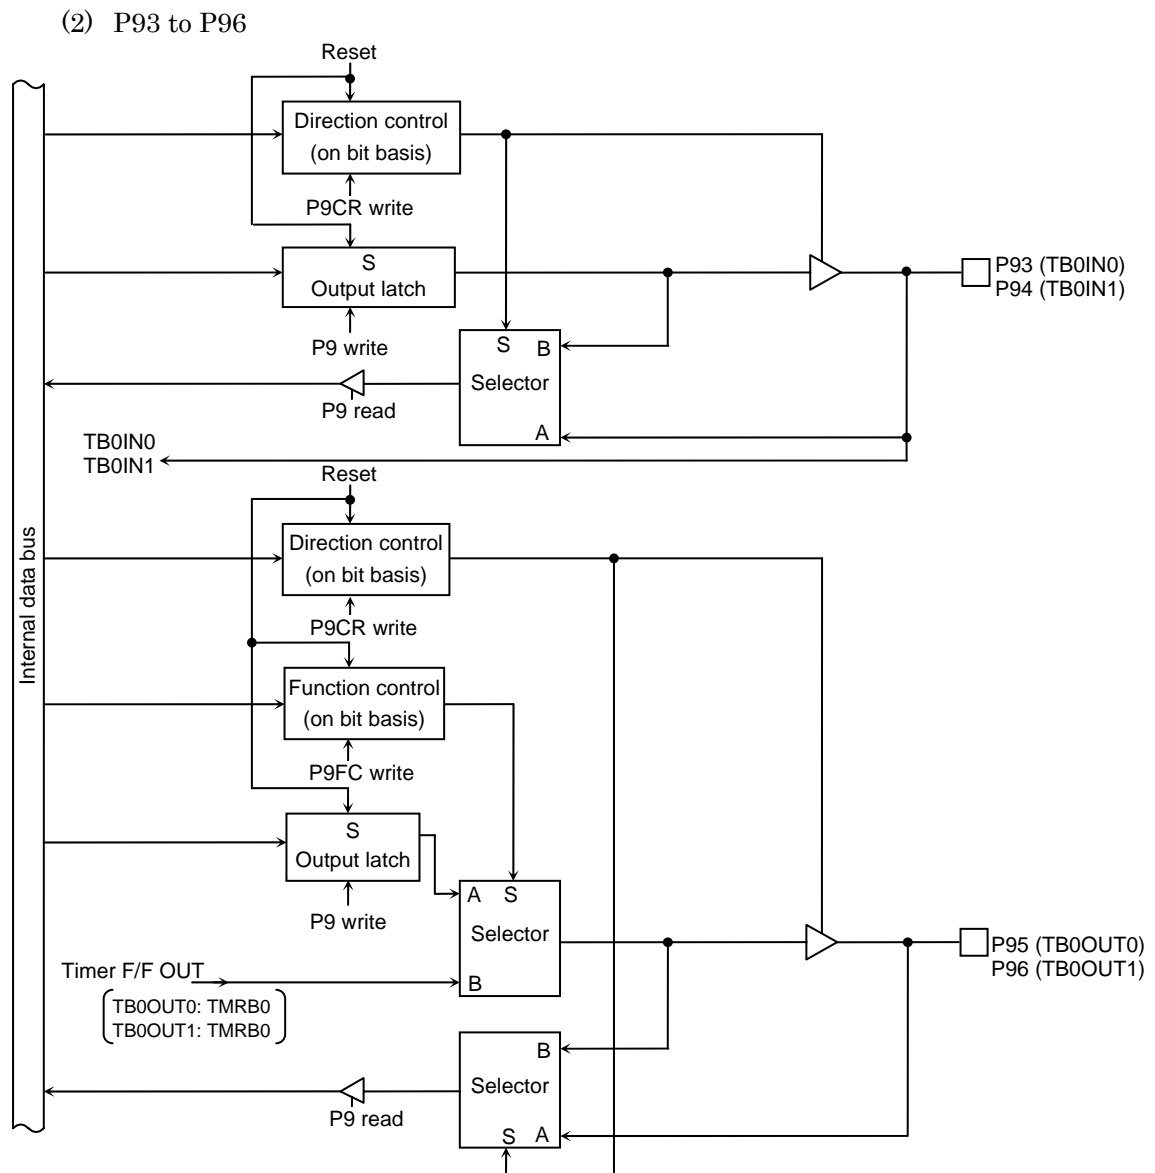 (2) P93 to P96
Reset
Direction control
(on bit basis)
P9CR write
S
Output latch
P9 write
S B
Selector
A
P9 read
P93 (TB0IN0)
P94 (TB0IN1)
TB0IN0
TB0IN1
Reset
Internal data bus
Direction control
(on bit basis)
P9CR write
Function control
(on bit basis)
P9FC write
S
Output latch
P9 write
A S
Selector
B
Timer F/F OUT
TB0OUT0: TMRB0
TB0OUT1: TMRB0
P95 (TB0OUT0)
P96 (TB0OUT1)
B
Selector
S A
P9 read